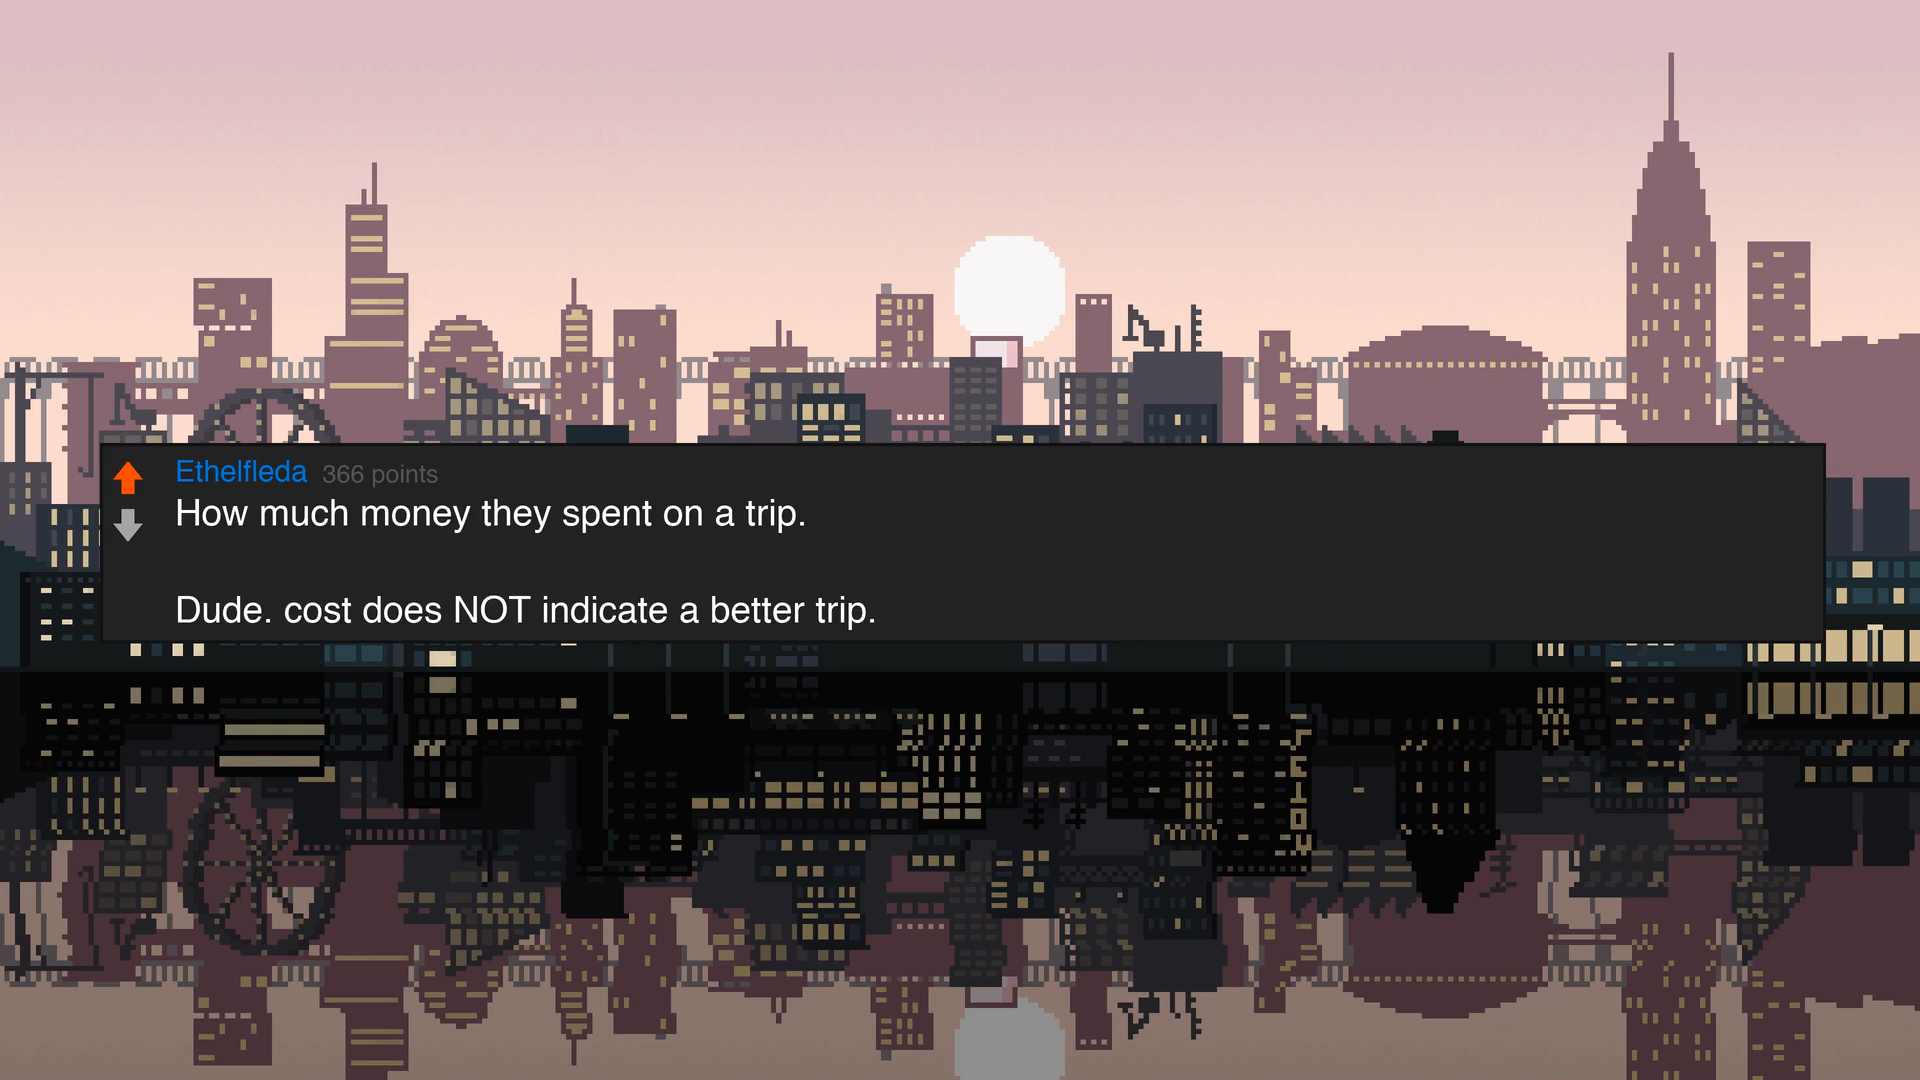 Ethelfleda 366 points
How much money they spent on a trip.
Dude. cost does NOT indicate a better trip.